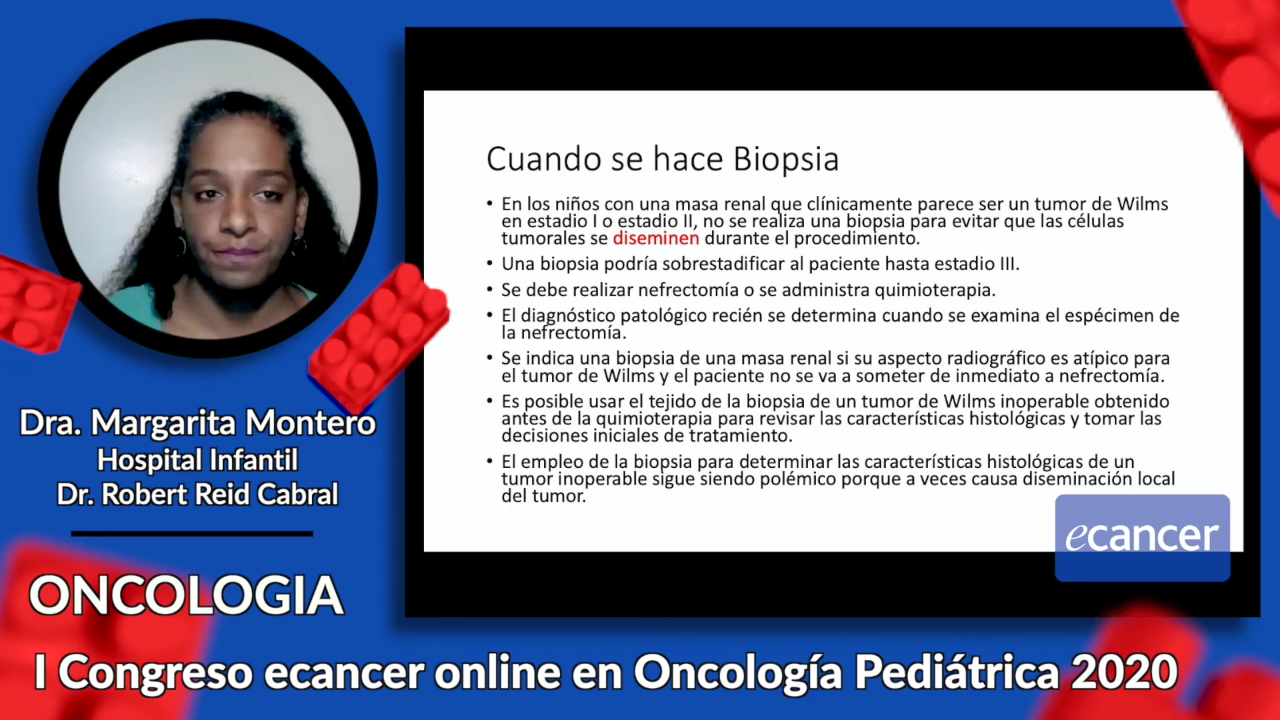 Cuando se hace Biopsia
• En los niños con una masa renal que clínicamente parece ser un tumor de Wilms
en estadio I o estadio II, no se realiza una biopsia para evitar que las células
tumorales se diseminen durante el procedimiento.
• Una biopsia podría sobrestadificar al paciente hasta estadio III.
• Se debe realizar nefrectomía o se administra quimioterapia.
• El diagnóstico patológico recién se determina cuando se examina el espécimen de
la nefrectomía.
• Se indica una biopsia de una masa renal si su aspecto radiográfico es atípico para
el tumor de Wilms y el paciente no se va a someter de inmediato a nefrectomía.
• Es posible usar el tejido de la biopsia de un tumor de Wilms inoperable obtenido
antes de la quimioterapia para revisar las características histológicas y tomar las
decisiones iniciales de tratamiento.
• El empleo de la biopsia para determinar las características histológicas de un
tumor inoperable sigue siendo polémico porque a veces causa diseminación local
del tumor.
ecancer
Dra. Margarita Montero
Hospital Infantil
Dr. Robert Reid Cabral
ONCOLOGIA
I Congreso ecancer online en Oncología Pediátrica 2020